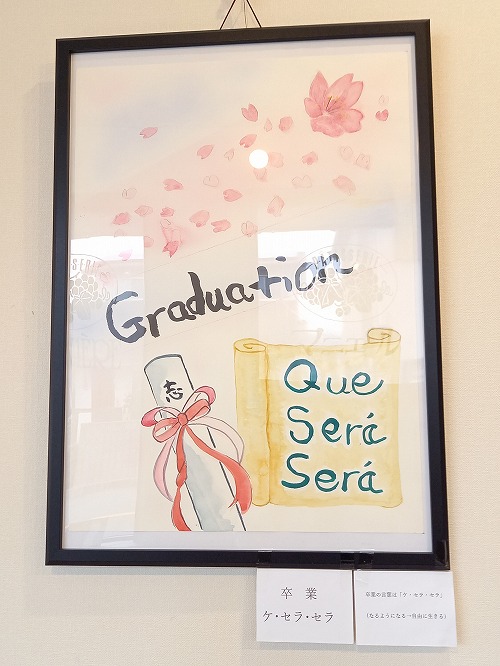 Graduation
志
Que
Será
Será
卒業
ケ・セラ・セラ
卒業の言葉は「ケ・セラ・セラ」
(なるようになる→自由に生きる)